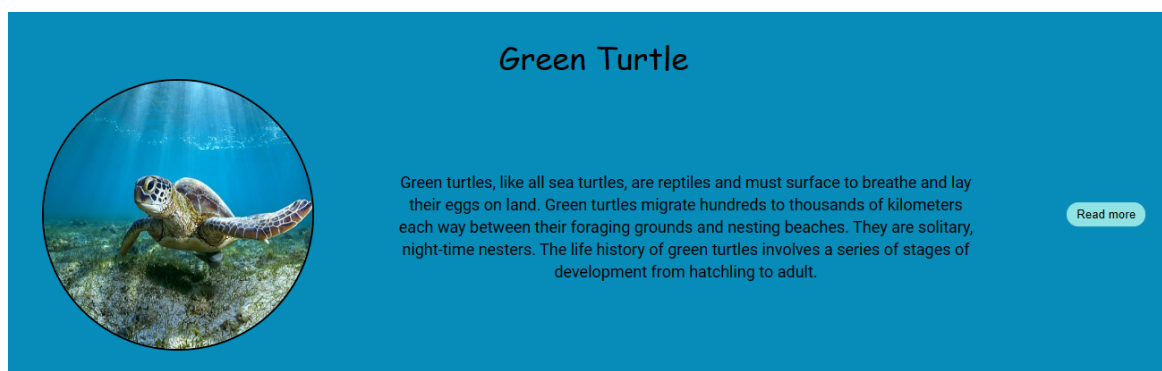 Green Turtle
Green turtles, like all sea turtles, are reptiles and must surface to breathe and lay
their eggs on land. Green turtles migrate hundreds to thousands of kilometers
each way between their foraging grounds and nesting beaches. They are solitary,
night-time nesters. The life history of green turtles involves a series of stages of
development from hatchling to adult.
Read more